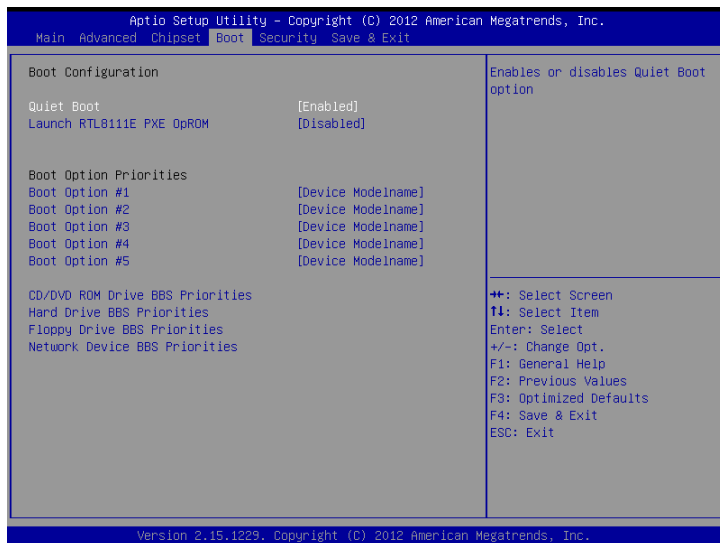 Aptio Setup Utility – Copyright (C) 2012 American Megatrends, Inc.
Main Advanced Chipset Boot Security Save & Exit
Boot Configuration
Quiet Boot [Enabled]
Launch RTL8111E PXE OpROM [Disabled]
Boot Option Priorities
Boot Option #1 [Device Modelname]
Boot Option #2 [Device Modelname]
Boot Option #3 [Device Modelname]
Boot Option #4 [Device Modelname]
Boot Option #5 [Device Modelname]
CD/DVD ROM Drive BBS Priorities
Hard Drive BBS Priorities
Floppy Drive BBS Priorities
Network Device BBS Priorities
Enables or disables Quiet Boot
option
→←: Select Screen
↑↓: Select Item
Enter: Select
+/-: Change Opt.
F1: General Help
F2: Previous Values
F3: Optimized Defaults
F4: Save & Exit
ESC: Exit
Version 2.15.1229. Copyright (C) 2012 American Megatrends, Inc.